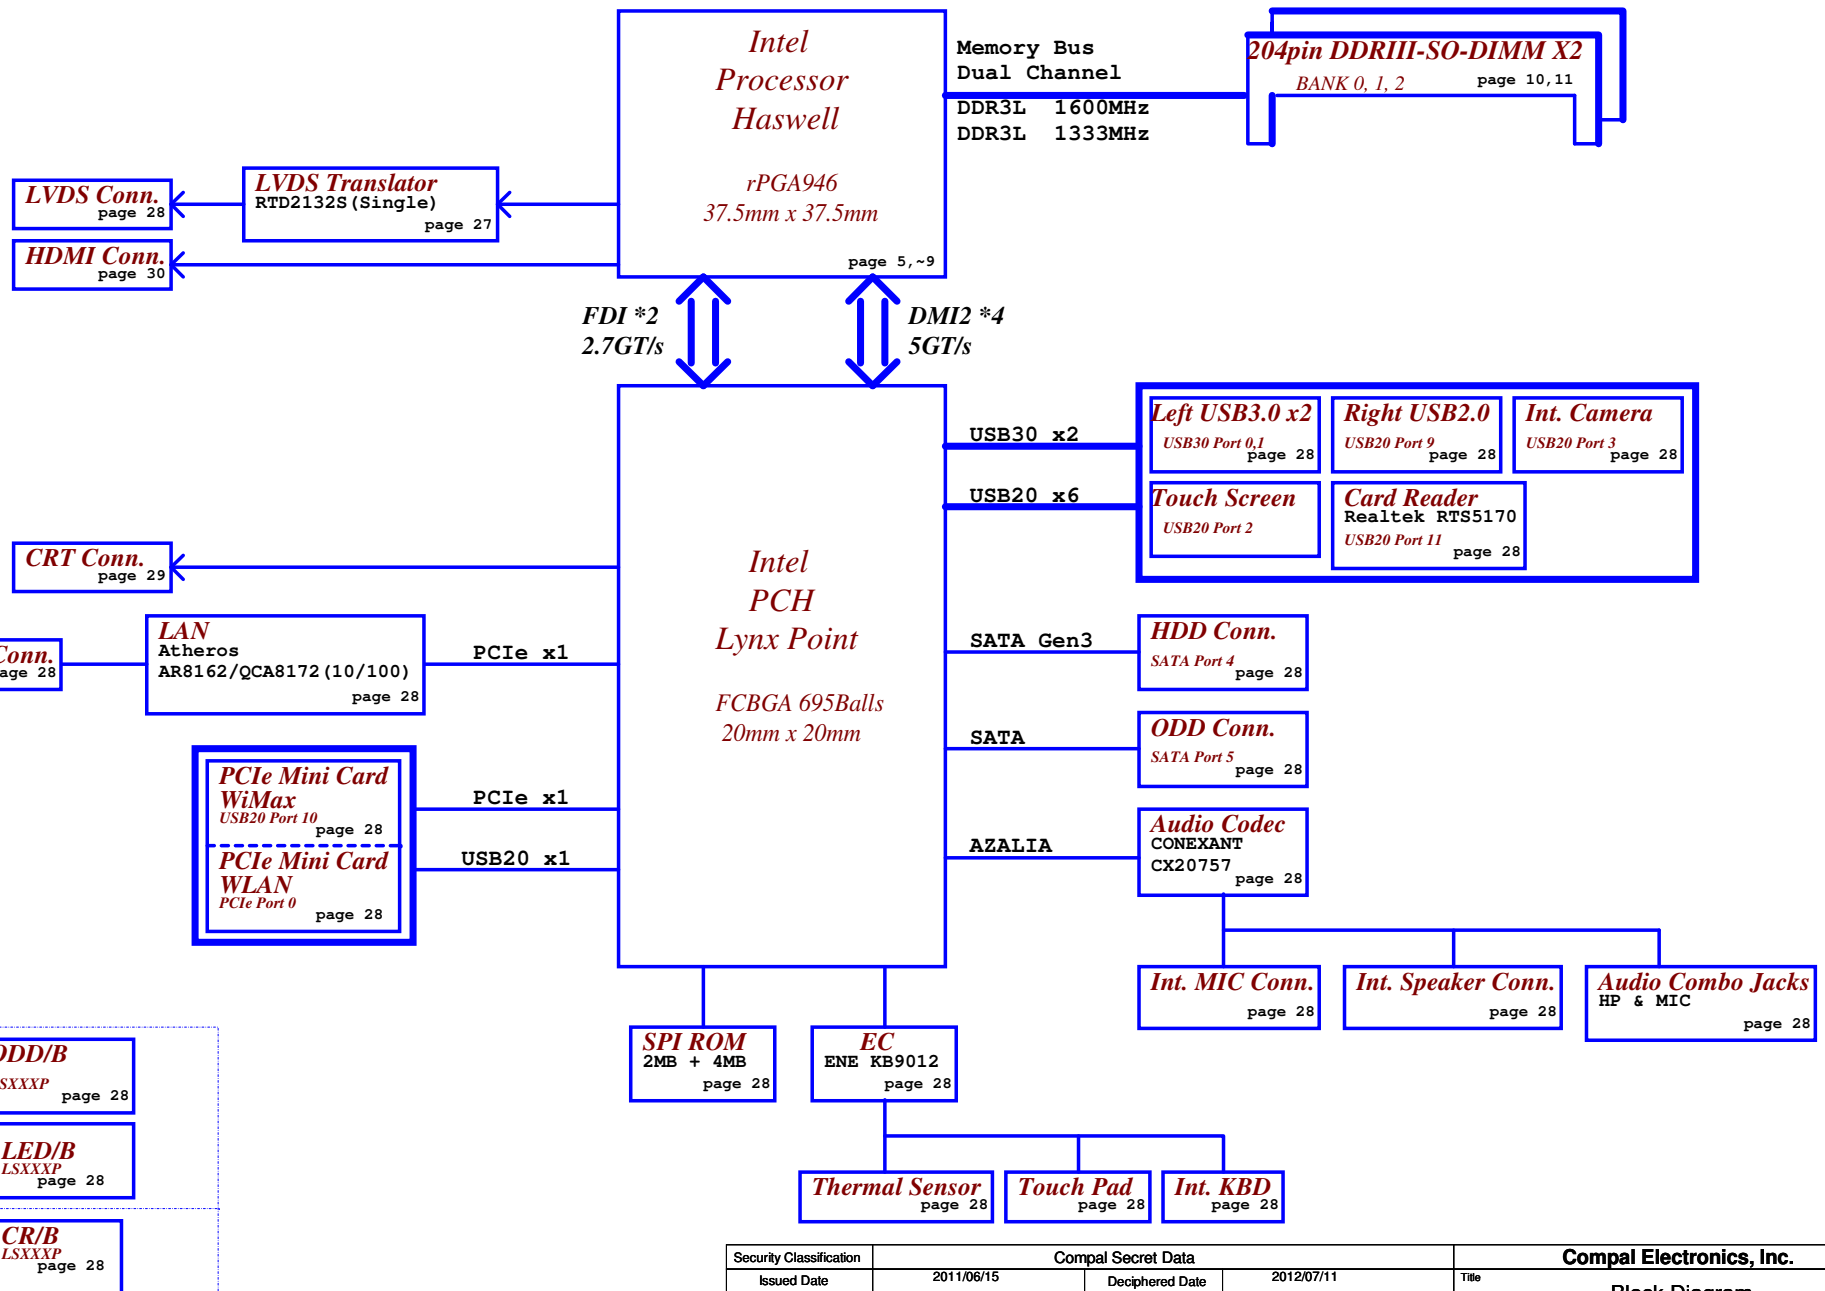 Intel
Processor
Haswell
rPGA946
37.5mm x 37.5mm
page 5,~9
Memory Bus
Dual Channel
DDR3L 1600MHz
DDR3L 1333MHz
204pin DDRIII-SO-DIMM X2
BANK 0, 1, 2
page 10,11
LVDS Conn.
page 28
LVDS Translator
RTD2132S(Single)
page 27
HDMI Conn.
page 30
FDI *2
2.7GT/s
DMI2 *4
5GT/s
Intel
PCH
Lynx Point
FCBGA 695Balls
20mm x 20mm
USB30 x2
USB20 x6
Left USB3.0 x2
USB30 Port 0,1
page 28
Right USB2.0
USB20 Port 9
page 28
Int. Camera
USB20 Port 3
page 28
Touch Screen
USB20 Port 2
Card Reader
Realtek RTS5170
USB20 Port 11
page 28
CRT Conn.
page 29
Conn.
age 28
LAN
Atheros
AR8162/QCA8172(10/100)
page 28
PCIe x1
SATA Gen3
HDD Conn.
SATA Port 4
page 28
SATA
ODD Conn.
SATA Port 5
page 28
PCIe Mini Card
WiMax
USB20 Port 10
page 28
PCIe Mini Card
WLAN
PCIe Port 0
page 28
PCIe x1
USB20 x1
AZALIA
Audio Codec
CONEXANT
CX20757
page 28
Int. MIC Conn.
page 28
Int. Speaker Conn.
page 28
Audio Combo Jacks
HP & MIC
page 28
SPI ROM
2MB + 4MB
page 28
EC
ENE KB9012
page 28
Thermal Sensor
page 28
Touch Pad
page 28
Int. KBD
page 28
ODD/B
SXXXP
page 28
LED/B
LSXXXP
page 28
CR/B
LSXXXP
page 28
Security Classification
Compal Secret Data
Compal Electronics, Inc.
Issued Date
2011/06/15
Deciphered Date
2012/07/11
Title
Block Diagram